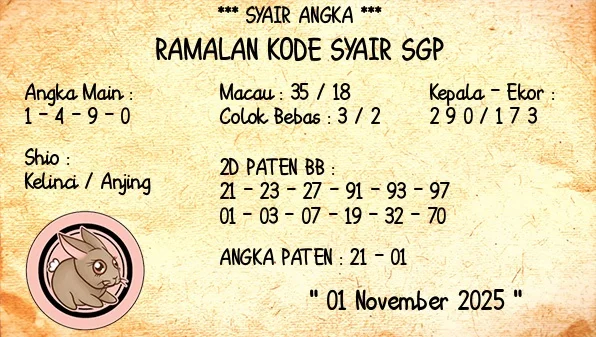 *** SYAIR ANGKA ***
RAMALAN KODE SYAIR SGP
Angka Main :
1 - 4 - 9 - 0
Shio :
Kelinci / Anjing
Macau : 35 / 18
Colok Bebas : 3 / 2
Kepala - Ekor :
2 9 0 / 1 7 3
2D PATEN BB :
21 - 23 - 27 - 91 - 93 - 97
01 - 03 - 07 - 19 - 32 - 70
ANGKA PATEN : 21 - 01
" 01 November 2025 "